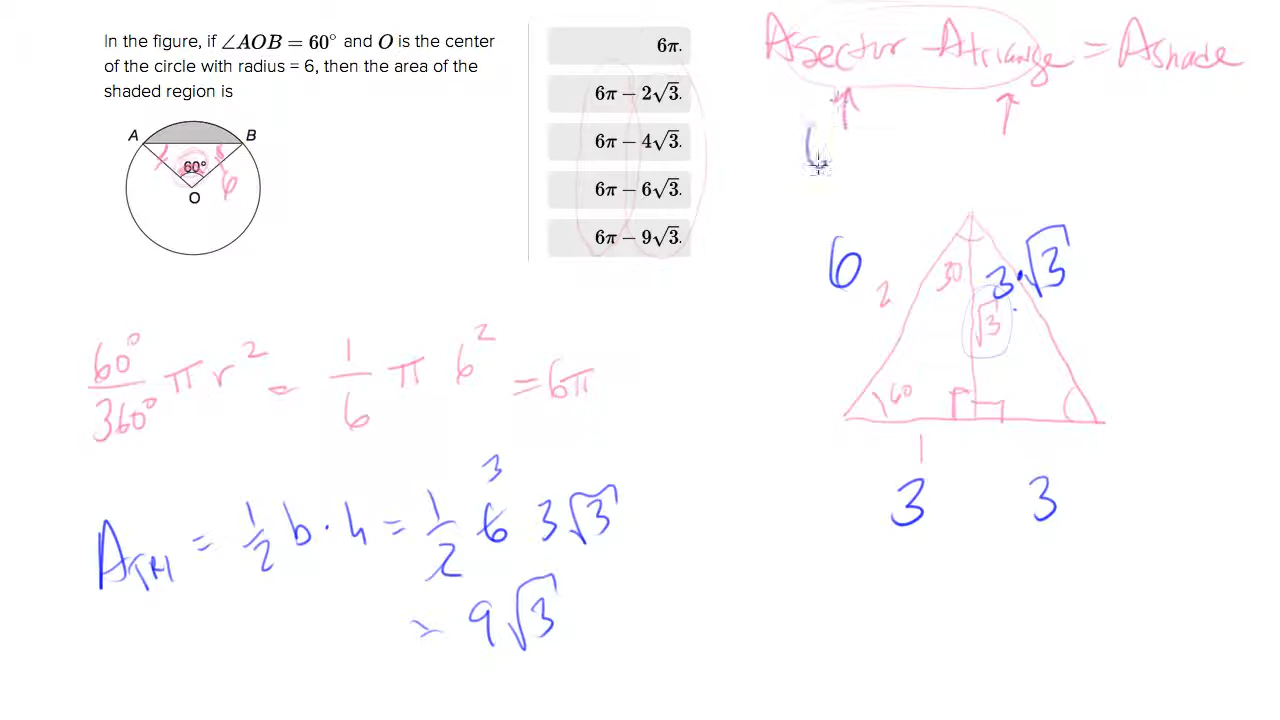 In the figure, if ∠AOB = 60° and O is the center
of the circle with radius = 6, then the area of the
shaded region is
A
B
60°
O
6
6π.
6π − 2√3.
6π − 4√3.
6π − 6√3.
6π − 9√3.
Asector − Atriangle = Ashade
6
2
30
3·√3
√3
60
1
3
3
60°/360° π r² = 1/6 π 6² = 6π
3
ATRI = 1/2 b · h = 1/2 6 3√3
= 9√3